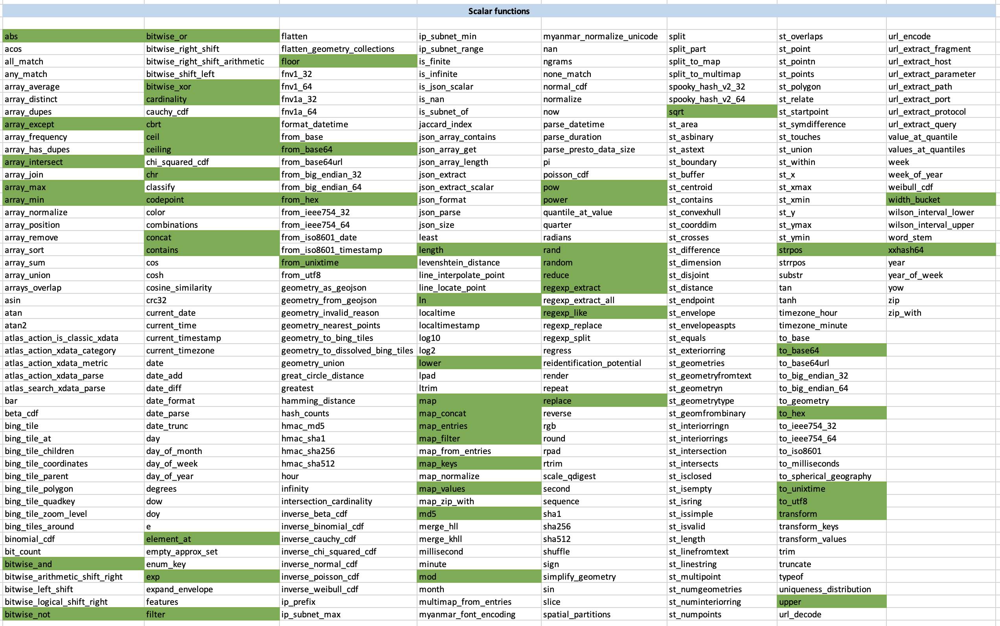 Scalar functions
abs bitwise_or flatten ip_subnet_min myanmar_normalize_unicode split st_overlaps url_encode
acos bitwise_right_shift flatten_geometry_collections ip_subnet_range nan split_part st_point url_extract_fragment
all_match bitwise_right_shift_arithmetic floor is_finite ngrams split_to_map st_pointn url_extract_host
any_match bitwise_shift_left fnv1_32 is_infinite none_match split_to_multimap st_points url_extract_parameter
array_average bitwise_xor fnv1_64 is_json_scalar normal_cdf spooky_hash_v2_32 st_polygon url_extract_path
array_distinct cardinality fnv1a_32 is_nan normalize spooky_hash_v2_64 st_relate url_extract_port
array_dupes cauchy_cdf fnv1a_64 is_subnet_of now sqrt st_startpoint url_extract_protocol
array_except cbrt format_datetime jaccard_index parse_datetime st_area st_symdifference url_extract_query
array_frequency ceil from_base json_array_contains parse_duration st_asbinary st_touches value_at_quantile
array_has_dupes ceiling from_base64 json_array_get parse_presto_data_size st_astext st_union values_at_quantiles
array_intersect chi_squared_cdf from_base64url json_array_length pi st_boundary st_within week
array_join chr from_big_endian_32 json_extract poisson_cdf st_buffer st_x week_of_year
array_max classify from_big_endian_64 json_extract_scalar pow st_centroid st_xmax weibull_cdf
array_min codepoint from_hex json_format power st_contains st_xmin width_bucket
array_normalize color from_ieee754_32 json_parse quantile_at_value st_convexhull st_y wilson_interval_lower
array_position combinations from_ieee754_64 json_size quarter st_coorddim st_ymax wilson_interval_upper
array_remove concat from_iso8601_date least radians st_crosses st_ymin word_stem
array_sort contains from_iso8601_timestamp length rand st_difference strpos xxhash64
array_sum cos from_unixtime levenshtein_distance random st_dimension strrpos year
array_union cosh from_utf8 line_interpolate_point reduce st_disjoint substr year_of_week
arrays_overlap cosine_similarity geometry_as_geojson line_locate_point regexp_extract st_distance tan yow
asin crc32 geometry_from_geojson ln regexp_extract_all st_endpoint tanh zip
atan current_date geometry_invalid_reason localtime regexp_like st_envelope timezone_hour zip_with
atan2 current_time geometry_nearest_points localtimestamp regexp_replace st_envelopeaspts timezone_minute
atlas_action_is_classic_xdata current_timestamp geometry_to_bing_tiles log10 regexp_split st_equals to_base
atlas_action_xdata_category current_timezone geometry_to_dissolved_bing_tiles log2 regress st_exteriorring to_base64
atlas_action_xdata_metric date geometry_union lower reidentification_potential st_geometries to_base64url
atlas_action_xdata_parse date_add great_circle_distance lpad render st_geometryfromtext to_big_endian_32
atlas_search_xdata_parse date_diff greatest ltrim repeat st_geometryn to_big_endian_64
bar date_format hamming_distance map replace st_geometrytype to_geometry
beta_cdf date_parse hash_counts map_concat reverse st_geomfrombinary to_hex
bing_tile date_trunc hmac_md5 map_entries rgb st_interiorringn to_ieee754_32
bing_tile_at day hmac_sha1 map_filter round st_interiorrings to_ieee754_64
bing_tile_children day_of_month hmac_sha256 map_from_entries rpad st_intersection to_iso8601
bing_tile_coordinates day_of_week hmac_sha512 map_keys rtrim st_intersects to_milliseconds
bing_tile_parent day_of_year hour map_normalize scale_qdigest st_isclosed to_spherical_geography
bing_tile_polygon degrees infinity map_values second st_isempty to_unixtime
bing_tile_quadkey dow intersection_cardinality map_zip_with sequence st_isring to_utf8
bing_tile_zoom_level doy inverse_beta_cdf md5 sha1 st_issimple transform
bing_tiles_around e inverse_binomial_cdf merge_hll sha256 st_isvalid transform_keys
binomial_cdf element_at inverse_cauchy_cdf merge_khll sha512 st_length transform_values
bit_count empty_approx_set inverse_chi_squared_cdf millisecond shuffle st_linefromtext trim
bitwise_and enum_key inverse_normal_cdf minute sign st_linestring truncate
bitwise_arithmetic_shift_right exp inverse_poisson_cdf mod simplify_geometry st_multipoint typeof
bitwise_left_shift expand_envelope inverse_weibull_cdf month sin st_numgeometries uniqueness_distribution
bitwise_logical_shift_right features ip_prefix multimap_from_entries slice st_numinteriorring upper
bitwise_not filter ip_subnet_max myanmar_font_encoding spatial_partitions st_numpoints url_decode